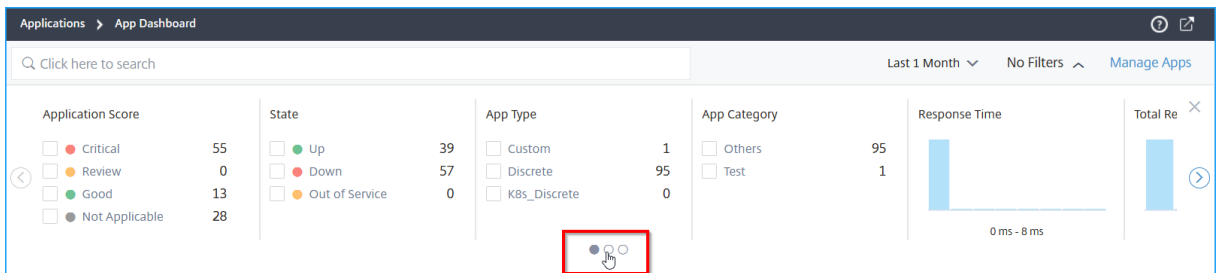 Applications > App Dashboard
Click here to search
Last 1 Month
No Filters
Manage Apps
Application Score
Critical 55
Review 0
Good 13
Not Applicable 28
State
Up 39
Down 57
Out of Service 0
App Type
Custom 1
Discrete 95
K8s_Discrete 0
App Category
Others 95
Test 1
Response Time
0 ms - 8 ms
Total Re